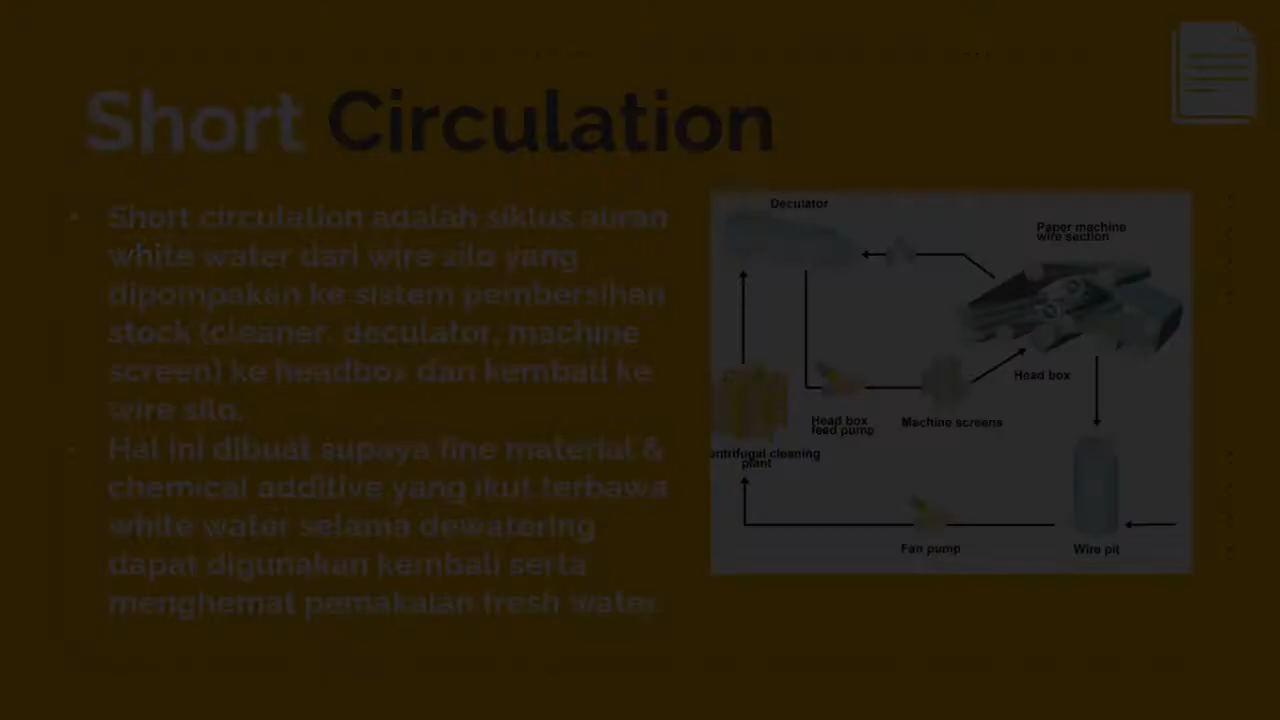 Short Circulation
• Short circulation adalah siklus aliran
white water dari wire silo yang
dipompakan ke sistem pembersihan
stock (cleaner, deculator, machine
screen) ke headbox dan kembali ke
wire silo.
• Hal ini dibuat supaya fine material &
chemical additive yang ikut terbawa
white water selama dewatering
dapat digunakan kembali serta
menghemat pemakaian fresh water.
Deculator
Paper machine
wire section
Head box
Head box
feed pump
Machine screens
entrifugal cleaning
plant
Fan pump
Wire pit